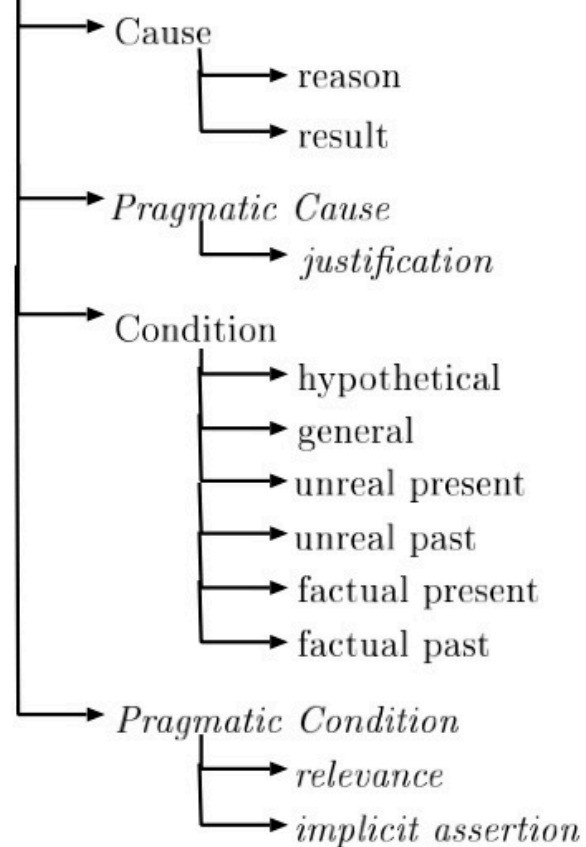 Cause
reason
result
Pragmatic Cause
justification
Condition
hypothetical
general
unreal present
unreal past
factual present
factual past
Pragmatic Condition
relevance
implicit assertion